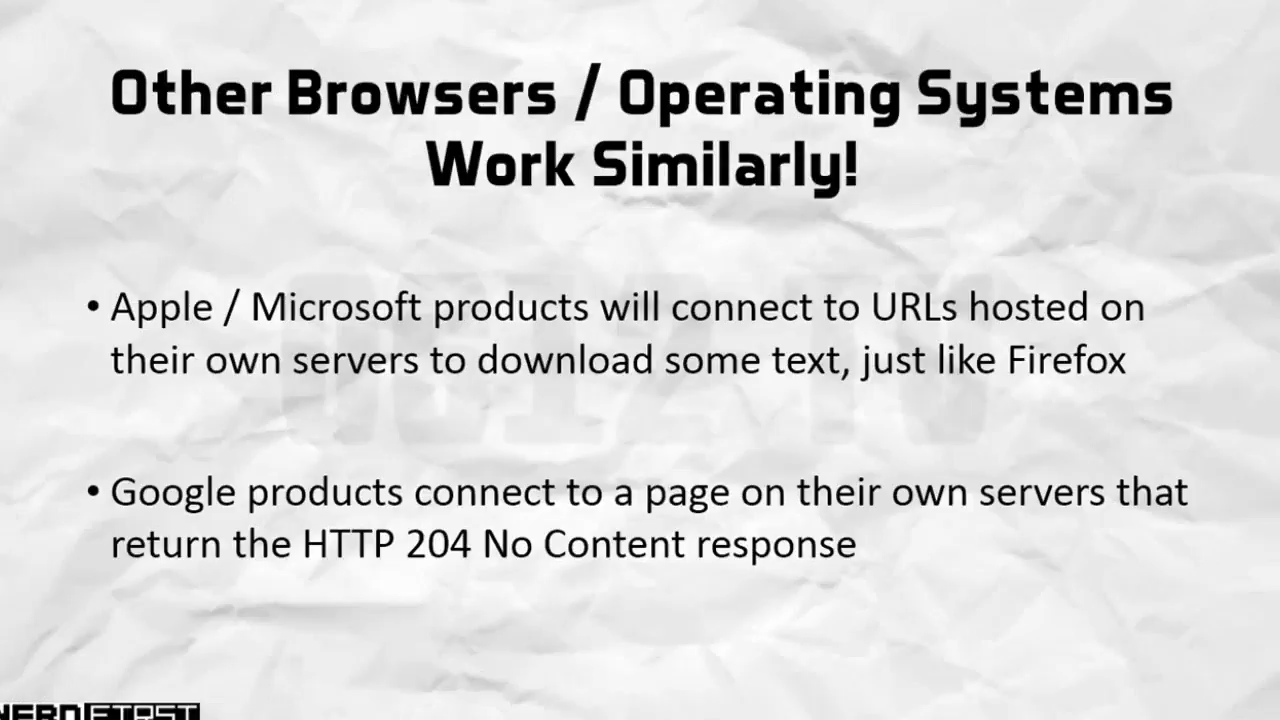 Other Browsers / Operating Systems
Work Similarly!
• Apple / Microsoft products will connect to URLs hosted on
their own servers to download some text, just like Firefox
• Google products connect to a page on their own servers that
return the HTTP 204 No Content response
NERDFIRST